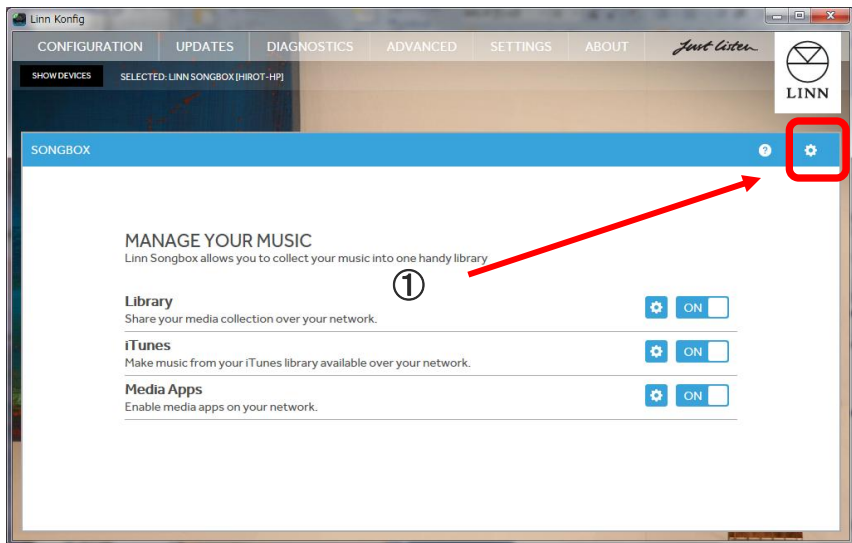 Linn Konfig
CONFIGURATION UPDATES DIAGNOSTICS ADVANCED SETTINGS ABOUT Just listen
SHOW DEVICES SELECTED: LINN SONGBOX [HIROT-HP]
LINN
SONGBOX ?
MANAGE YOUR MUSIC
Linn Songbox allows you to collect your music into one handy library
①
Library
Share your media collection over your network.
ON
iTunes
Make music from your iTunes library available over your network.
ON
Media Apps
Enable media apps on your network.
ON